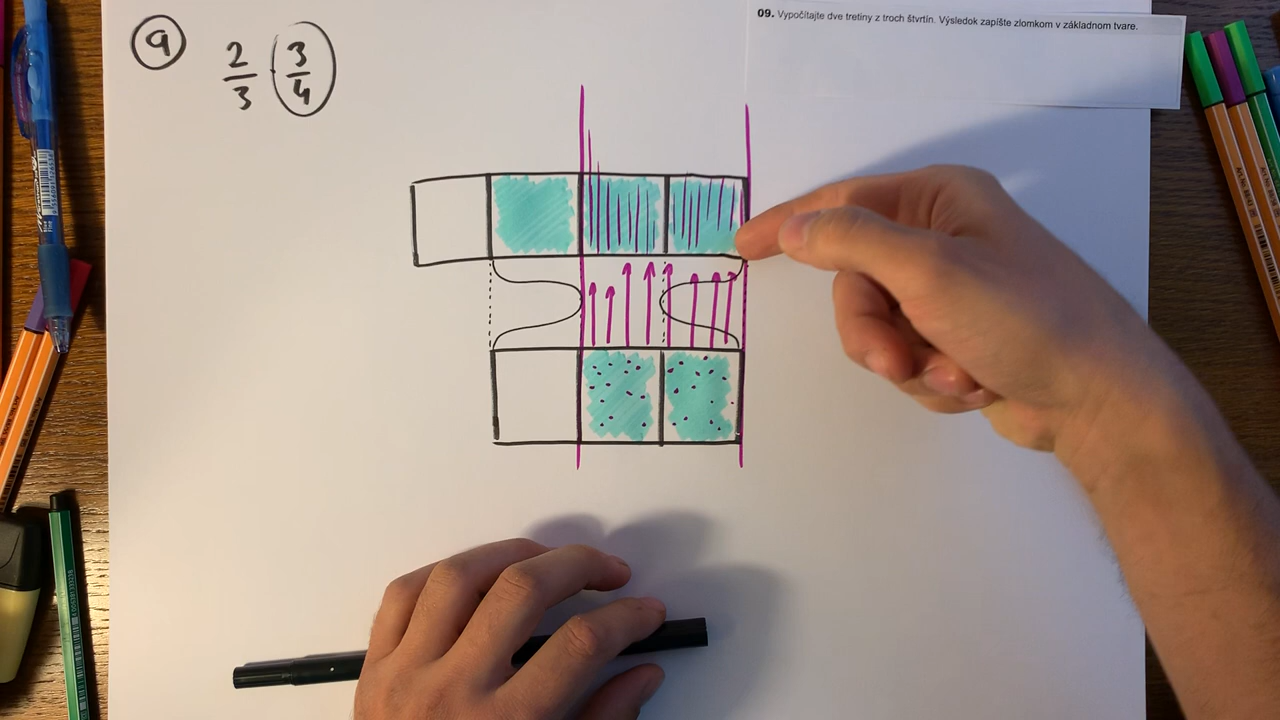 09. Vypočítajte dve tretiny z troch štvrtín. Výsledok zapíšte zlomkom v základnom tvare.
9
2/3 · 3/4